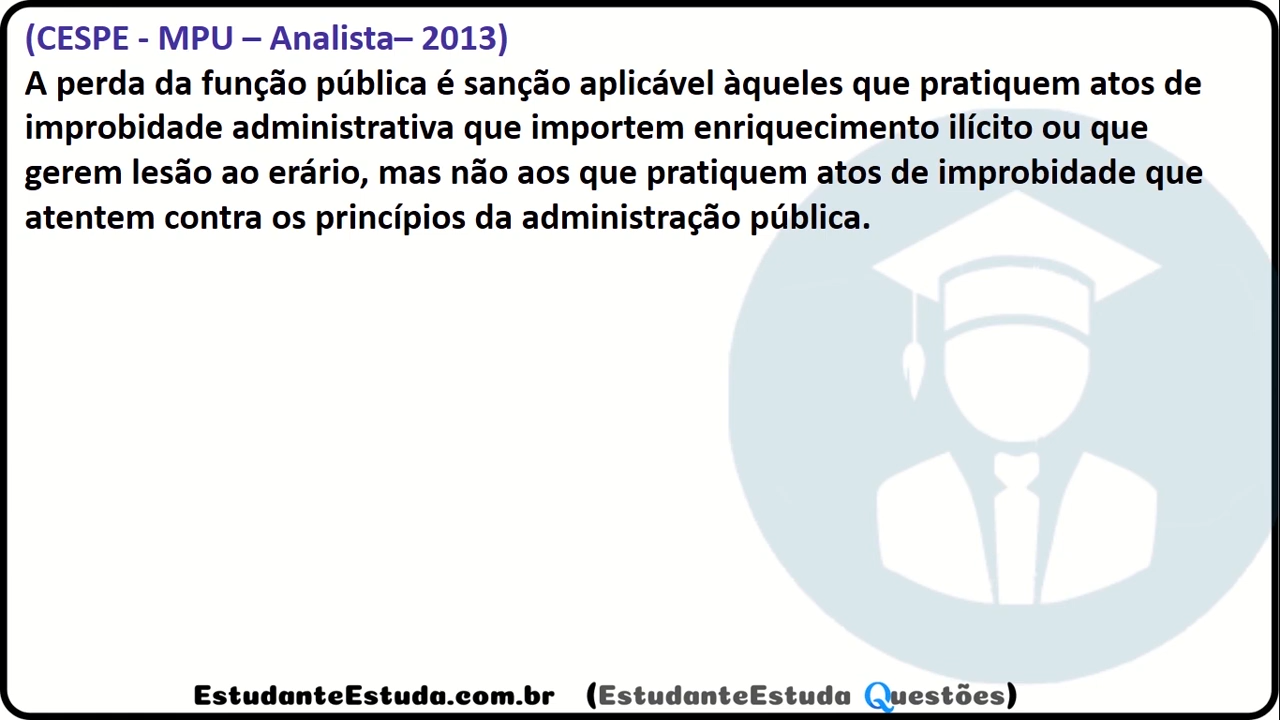 (CESPE - MPU – Analista– 2013)
A perda da função pública é sanção aplicável àqueles que pratiquem atos de
improbidade administrativa que importem enriquecimento ilícito ou que
gerem lesão ao erário, mas não aos que pratiquem atos de improbidade que
atentem contra os princípios da administração pública.
EstudanteEstuda.com.br (EstudanteEstuda Questões)